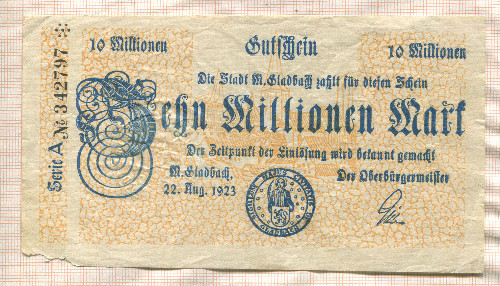 10 Millionen Gutschein 10 Millionen
Die Stadt M. Gladbach zahlt für diesen Schein
Zehn Millionen Mark
Der Zeitpunkt der Einlösung wird bekannt gemacht
M. Gladbach,
22. Aug. 1923
Der Oberbürgermeister
Serie A № 342797